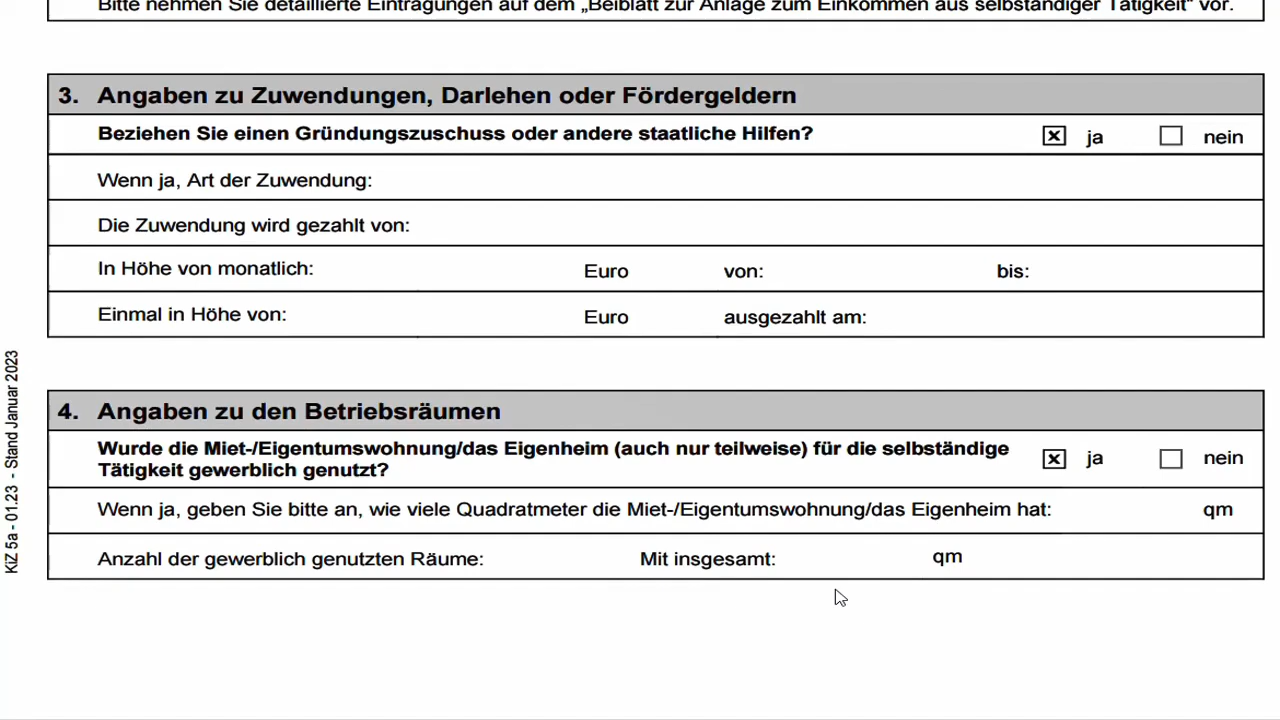 Bitte nehmen Sie detaillierte Eintragungen auf dem „Beiblatt zur Anlage zum Einkommen aus selbständiger Tätigkeit“ vor.
3. Angaben zu Zuwendungen, Darlehen oder Fördergeldern
Beziehen Sie einen Gründungszuschuss oder andere staatliche Hilfen? x ja nein
Wenn ja, Art der Zuwendung:
Die Zuwendung wird gezahlt von:
In Höhe von monatlich: Euro von: bis:
Einmal in Höhe von: Euro ausgezahlt am:
4. Angaben zu den Betriebsräumen
Wurde die Miet-/Eigentumswohnung/das Eigenheim (auch nur teilweise) für die selbständige
Tätigkeit gewerblich genutzt? x ja nein
Wenn ja, geben Sie bitte an, wie viele Quadratmeter die Miet-/Eigentumswohnung/das Eigenheim hat: qm
Anzahl der gewerblich genutzten Räume: Mit insgesamt: qm
KiZ 5a - 01.23 - Stand Januar 2023